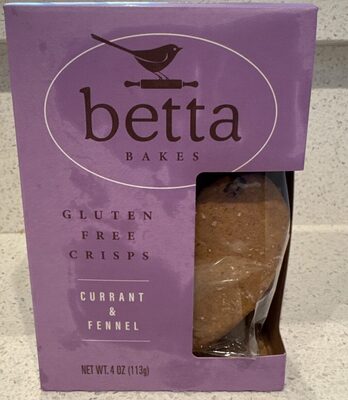 betta
BAKES
GLUTEN
FREE
CRISPS
CURRANT
&
FENNEL
NET WT. 4 OZ (113g)